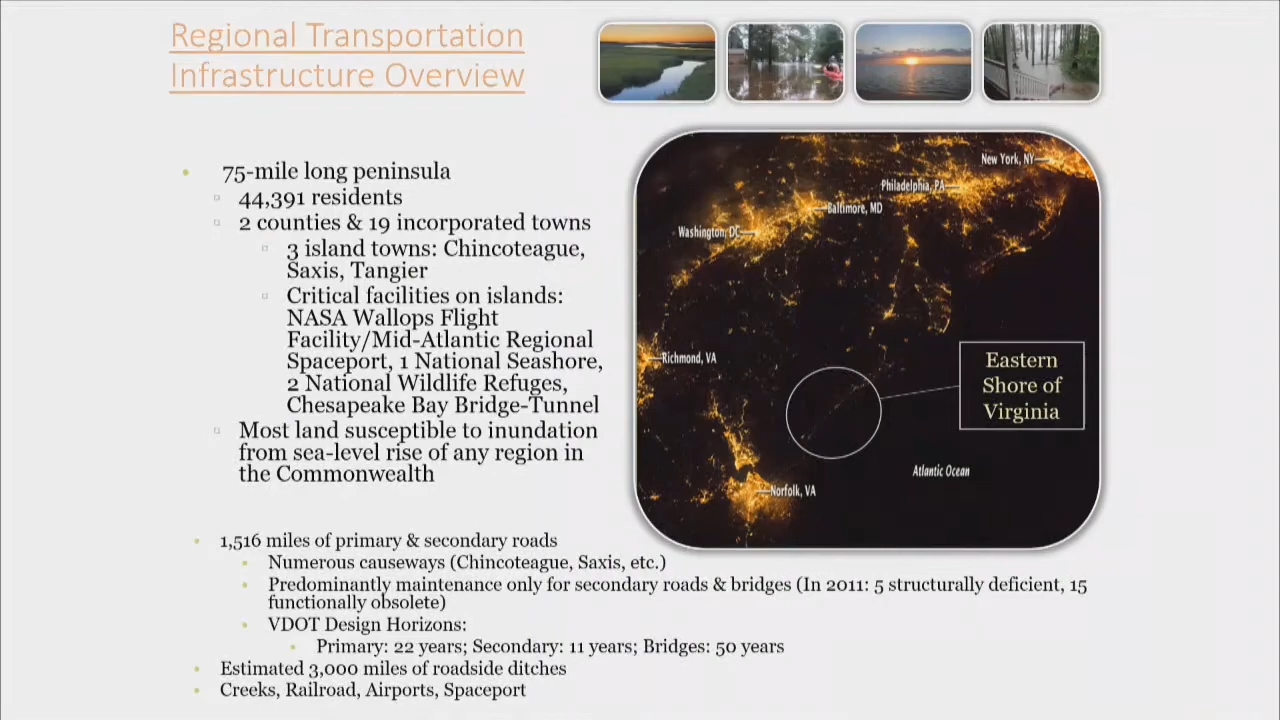 Regional Transportation
Infrastructure Overview
75-mile long peninsula
44,391 residents
2 counties & 19 incorporated towns
3 island towns: Chincoteague,
Saxis, Tangier
Critical facilities on islands:
NASA Wallops Flight
Facility/Mid-Atlantic Regional
Spaceport, 1 National Seashore,
2 National Wildlife Refuges,
Chesapeake Bay Bridge-Tunnel
Most land susceptible to inundation
from sea-level rise of any region in
the Commonwealth
New York, NY
Philadelphia, PA
Baltimore, MD
Washington, DC
Richmond, VA
Eastern
Shore of
Virginia
Atlantic Ocean
Norfolk, VA
1,516 miles of primary & secondary roads
Numerous causeways (Chincoteague, Saxis, etc.)
Predominantly maintenance only for secondary roads & bridges (In 2011: 5 structurally deficient, 15
functionally obsolete)
VDOT Design Horizons:
Primary: 22 years; Secondary: 11 years; Bridges: 50 years
Estimated 3,000 miles of roadside ditches
Creeks, Railroad, Airports, Spaceport